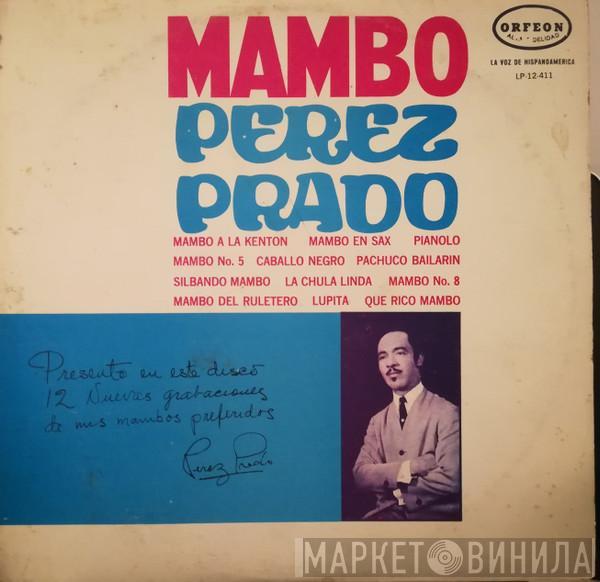 MAMBO
ORFEON
LA VOZ DE HISPANOAMERICA
LP-12-411
PEREZ
PRADO
MAMBO A LA KENTON MAMBO EN SAX PIANOLO
MAMBO No. 5 CABALLO NEGRO PACHUCO BAILARIN
SILBANDO MAMBO LA CHULA LINDA MAMBO No. 8
MAMBO DEL RULETERO LUPITA QUE RICO MAMBO
Presento en este disco
12 Nuevas grabaciones
de mis mambos preferidos
Perez Prado
МАРКЕТ ВИНИЛА